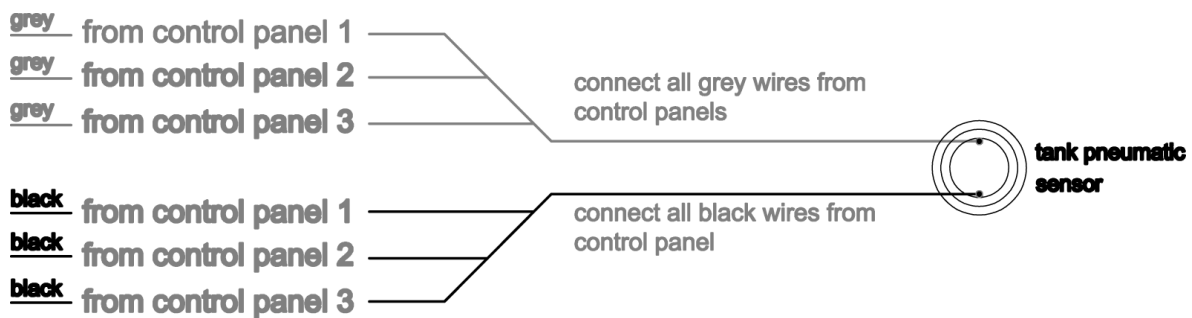 grey from control panel 1
grey from control panel 2
grey from control panel 3
connect all grey wires from
control panels
tank pneumatic
sensor
black from control panel 1
black from control panel 2
black from control panel 3
connect all black wires from
control panel